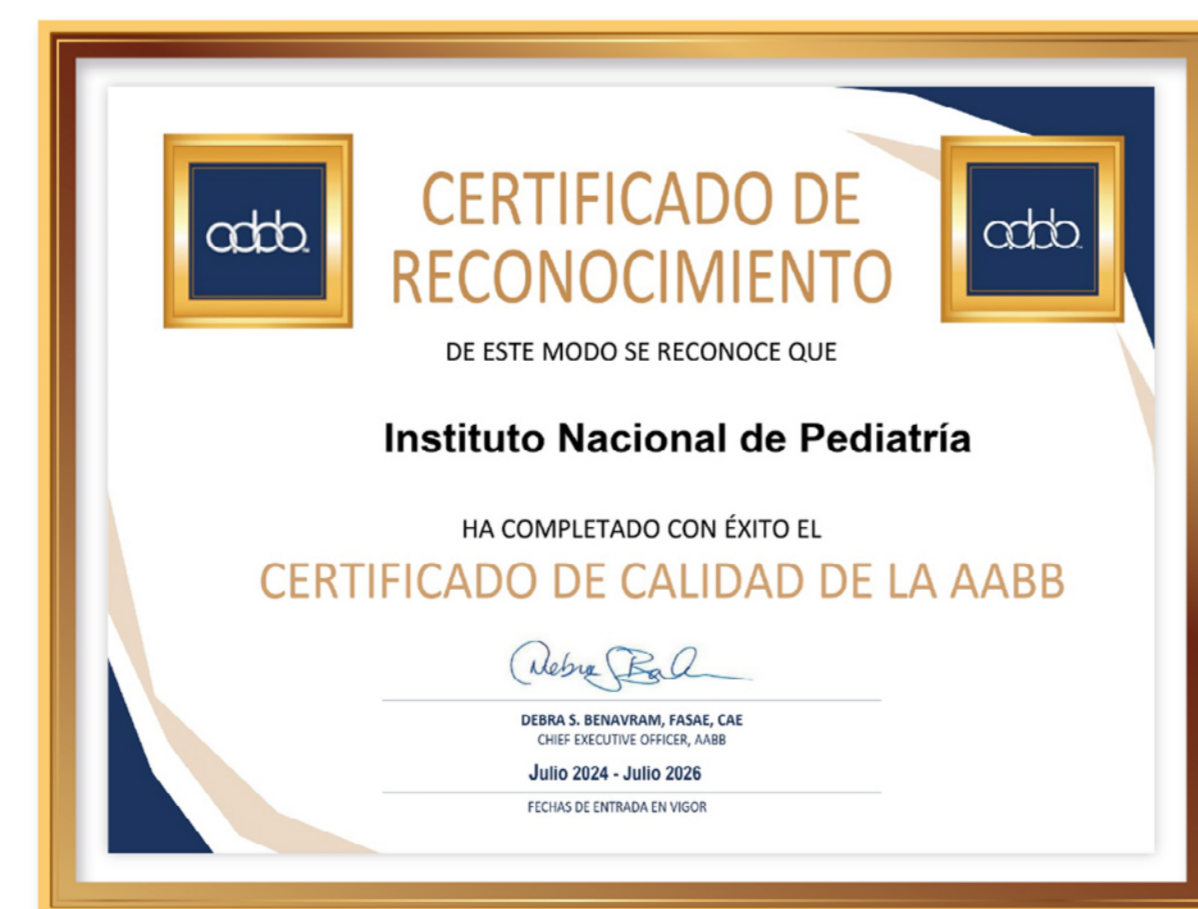 aabb
aabb
CERTIFICADO DE
RECONOCIMIENTO
DE ESTE MODO SE RECONOCE QUE
Instituto Nacional de Pediatría
HA COMPLETADO CON ÉXITO EL
CERTIFICADO DE CALIDAD DE LA AABB
DEBRA S. BENAVRAM, FASAE, CAE
CHIEF EXECUTIVE OFFICER, AABB
Julio 2024 - Julio 2026
FECHAS DE ENTRADA EN VIGOR